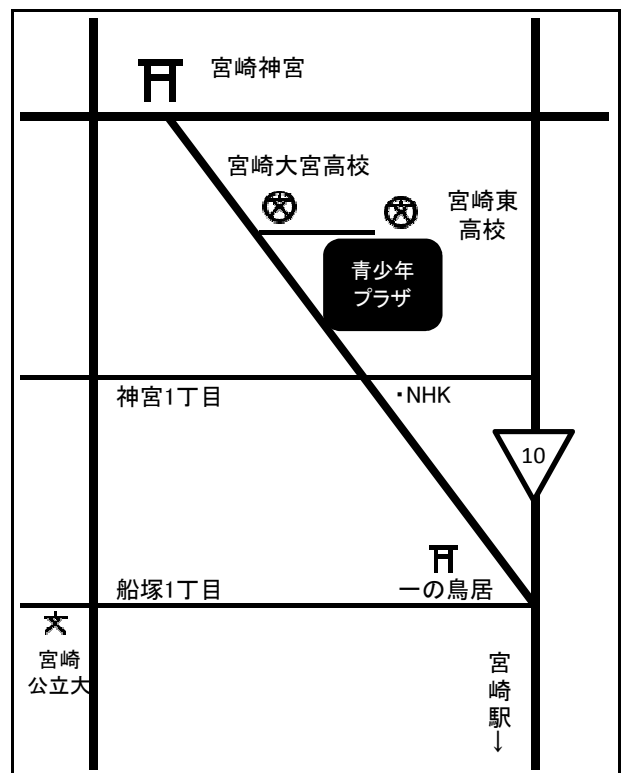 宮崎神宮
宮崎大宮高校
宮崎東
高校
青少年
プラザ
神宮1丁目
・NHK
10
船塚1丁目
一の鳥居
宮崎
公立大
宮崎駅↓